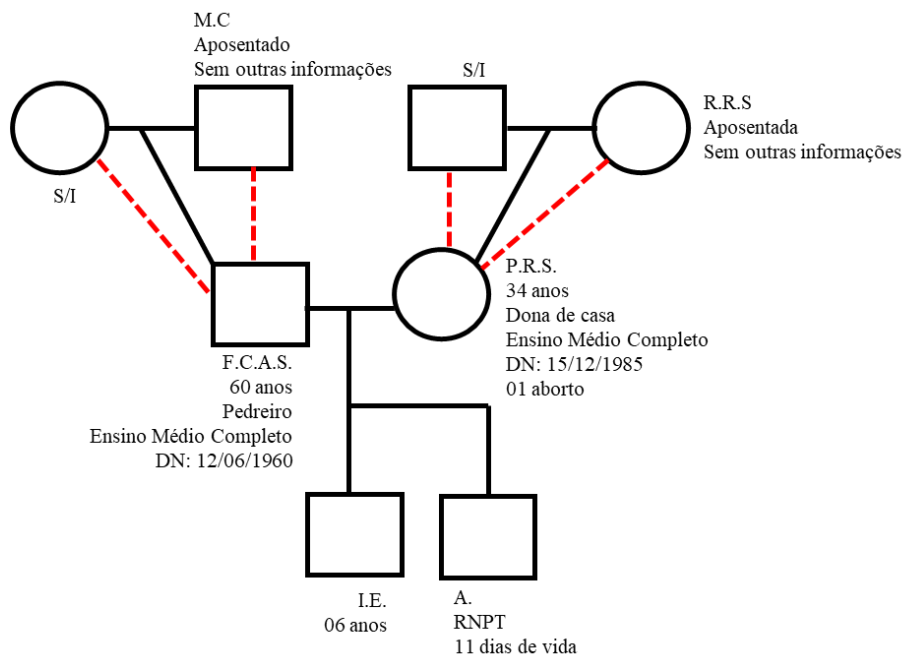 M.C
Aposentado
Sem outras informações
S/I
R.R.S
Aposentada
Sem outras informações
S/I
P.R.S.
34 anos
Dona de casa
Ensino Médio Completo
DN: 15/12/1985
01 aborto
F.C.A.S.
60 anos
Pedreiro
Ensino Médio Completo
DN: 12/06/1960
I.E.
06 anos
A.
RNPT
11 dias de vida